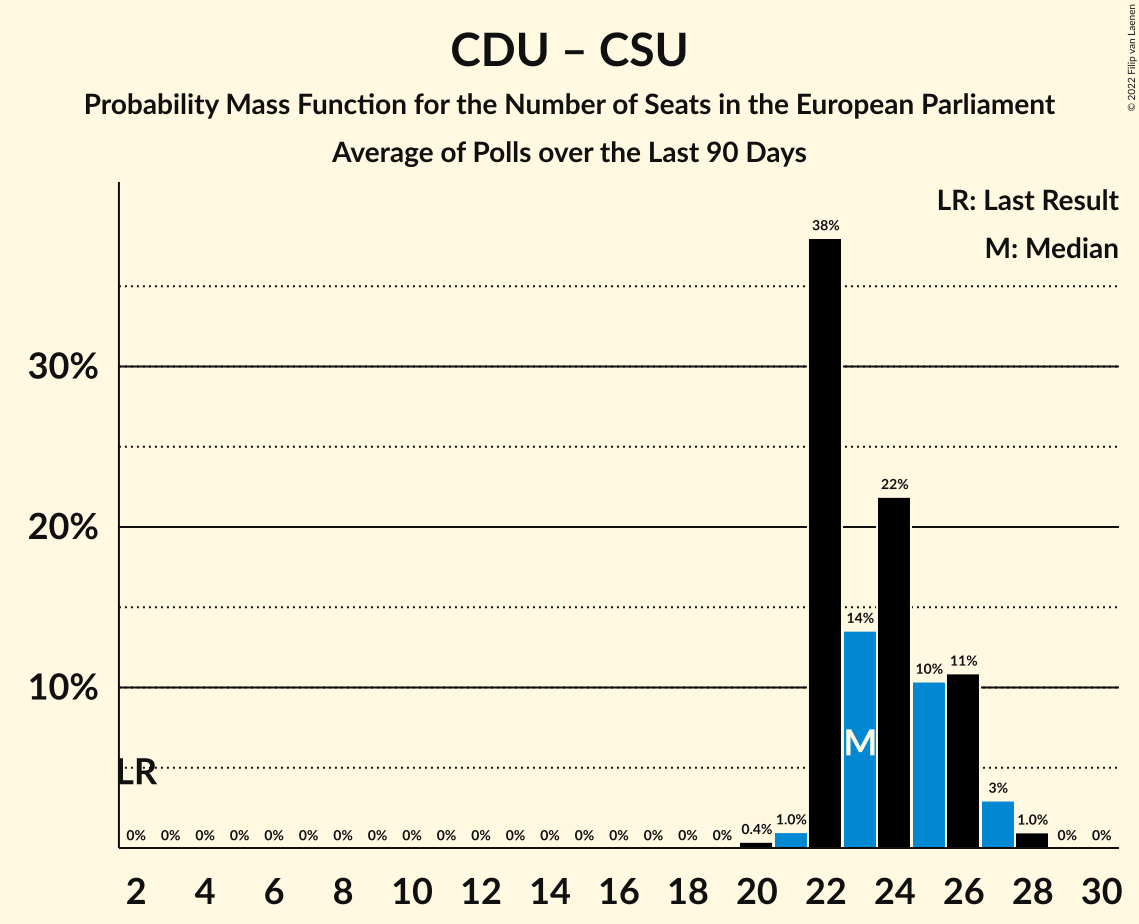 © 2022 Filip van Laenen
CDU – CSU
Probability Mass Function for the Number of Seats in the European Parliament
Average of Polls over the Last 90 Days
LR: Last Result
M: Median
38%
30%
22%
20%
14%
10% 11%
10%
M
LR
3%
0% 0% 0% 0% 0% 0% 0% 0% 0% 0% 0% 0% 0% 0% 0% 0% 0% 0% 0.4% 1.0% 1.0% 0% 0%
2 4 6 8 10 12 14 16 18 20 22 24 26 28 30